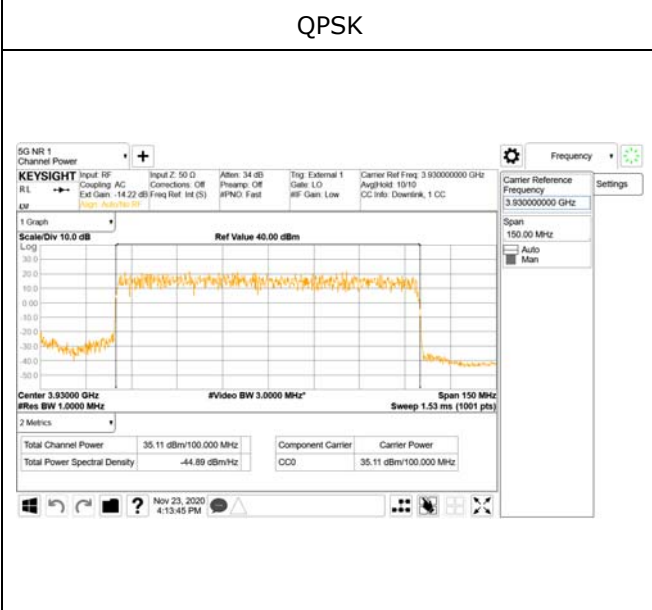 QPSK
5G NR 1
Channel Power
Frequency
KEYSIGHT
Input: RF
Coupling: AC
Ext Gain: -14.22 dB
Align: Auto/No RF
Input Z: 50 Ω
Corrections: Off
Freq Ref: Int (S)
Atten: 34 dB
Preamp: Off
#PNO: Fast
Trig: External 1
Gate: LO
#IF Gain: Low
Carrier Ref Freq: 3.930000000 GHz
Avg|Hold: 10/10
CC Info: Downlink, 1 CC
RL
Carrier Reference
Frequency
3.930000000 GHz
Settings
Span
150.00 MHz
Auto
Man
1 Graph
Scale/Div 10.0 dB
Ref Value 40.00 dBm
Log
30.0
20.0
10.0
0.00
-10.0
-20.0
-30.0
-40.0
-50.0
Center 3.93000 GHz
#Video BW 3.0000 MHz*
Span 150 MHz
#Res BW 1.0000 MHz
Sweep 1.53 ms (1001 pts)
2 Metrics
Total Channel Power 35.11 dBm/100.000 MHz
Total Power Spectral Density -44.89 dBm/Hz
Component Carrier Carrier Power
CC0 35.11 dBm/100.000 MHz
?
Nov 23, 2020
4:13:45 PM